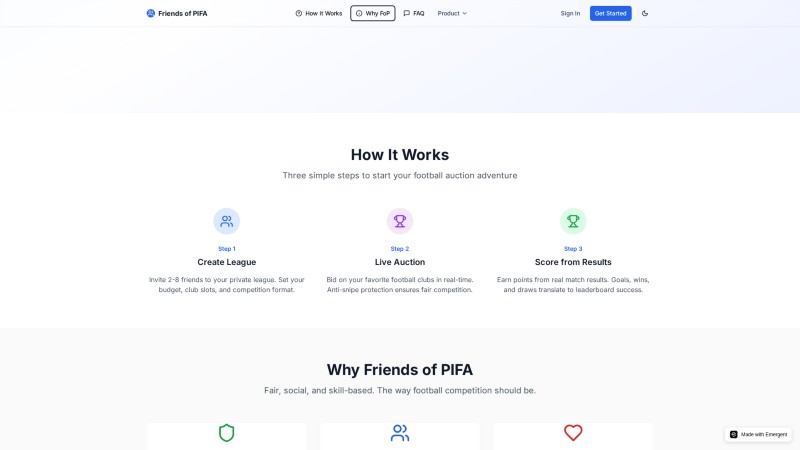 Friends of PIFA
How It Works
Why FoP
FAQ
Product
Sign In
Get Started
How It Works
Three simple steps to start your football auction adventure
Step 1
Create League
Invite 2-8 friends to your private league. Set your
budget, club slots, and competition format.
Step 2
Live Auction
Bid on your favorite football clubs in real-time.
Anti-snipe protection ensures fair competition.
Step 3
Score from Results
Earn points from real match results. Goals, wins,
and draws translate to leaderboard success.
Why Friends of PIFA
Fair, social, and skill-based. The way football competition should be.
Made with Emergent